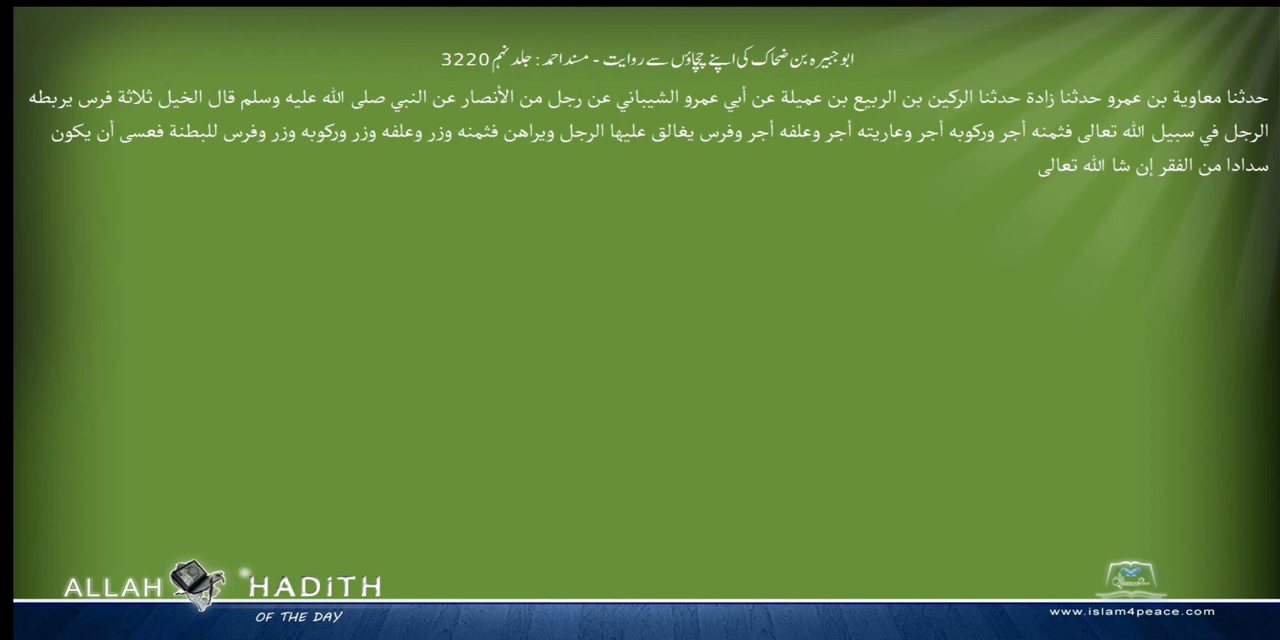 ابو جبیرہ بن ضحاک کی اپنے چچاؤں سے روایت - مسند احمد : جلد نہم 3220
حدثنا معاوية بن عمرو حدثنا زادة حدثنا الركين بن الربيع بن عميلة عن أبي عمرو الشيباني عن رجل من الأنصار عن النبي صلى الله عليه وسلم قال الخيل ثلاثة فرس يربطه
الرجل في سبيل الله تعالى فثمنه أجر وركوبه أجر وعاريته أجر وعلفه أجر وفرس يغالق عليها الرجل ويراهن فثمنه وزر وعلفه وزر وركوبه وزر وفرس للبطنة فعسى أن يكون
سدادا من الفقر إن شا الله تعالى
ALLAH HADITH
OF THE DAY
www.islam4peace.com